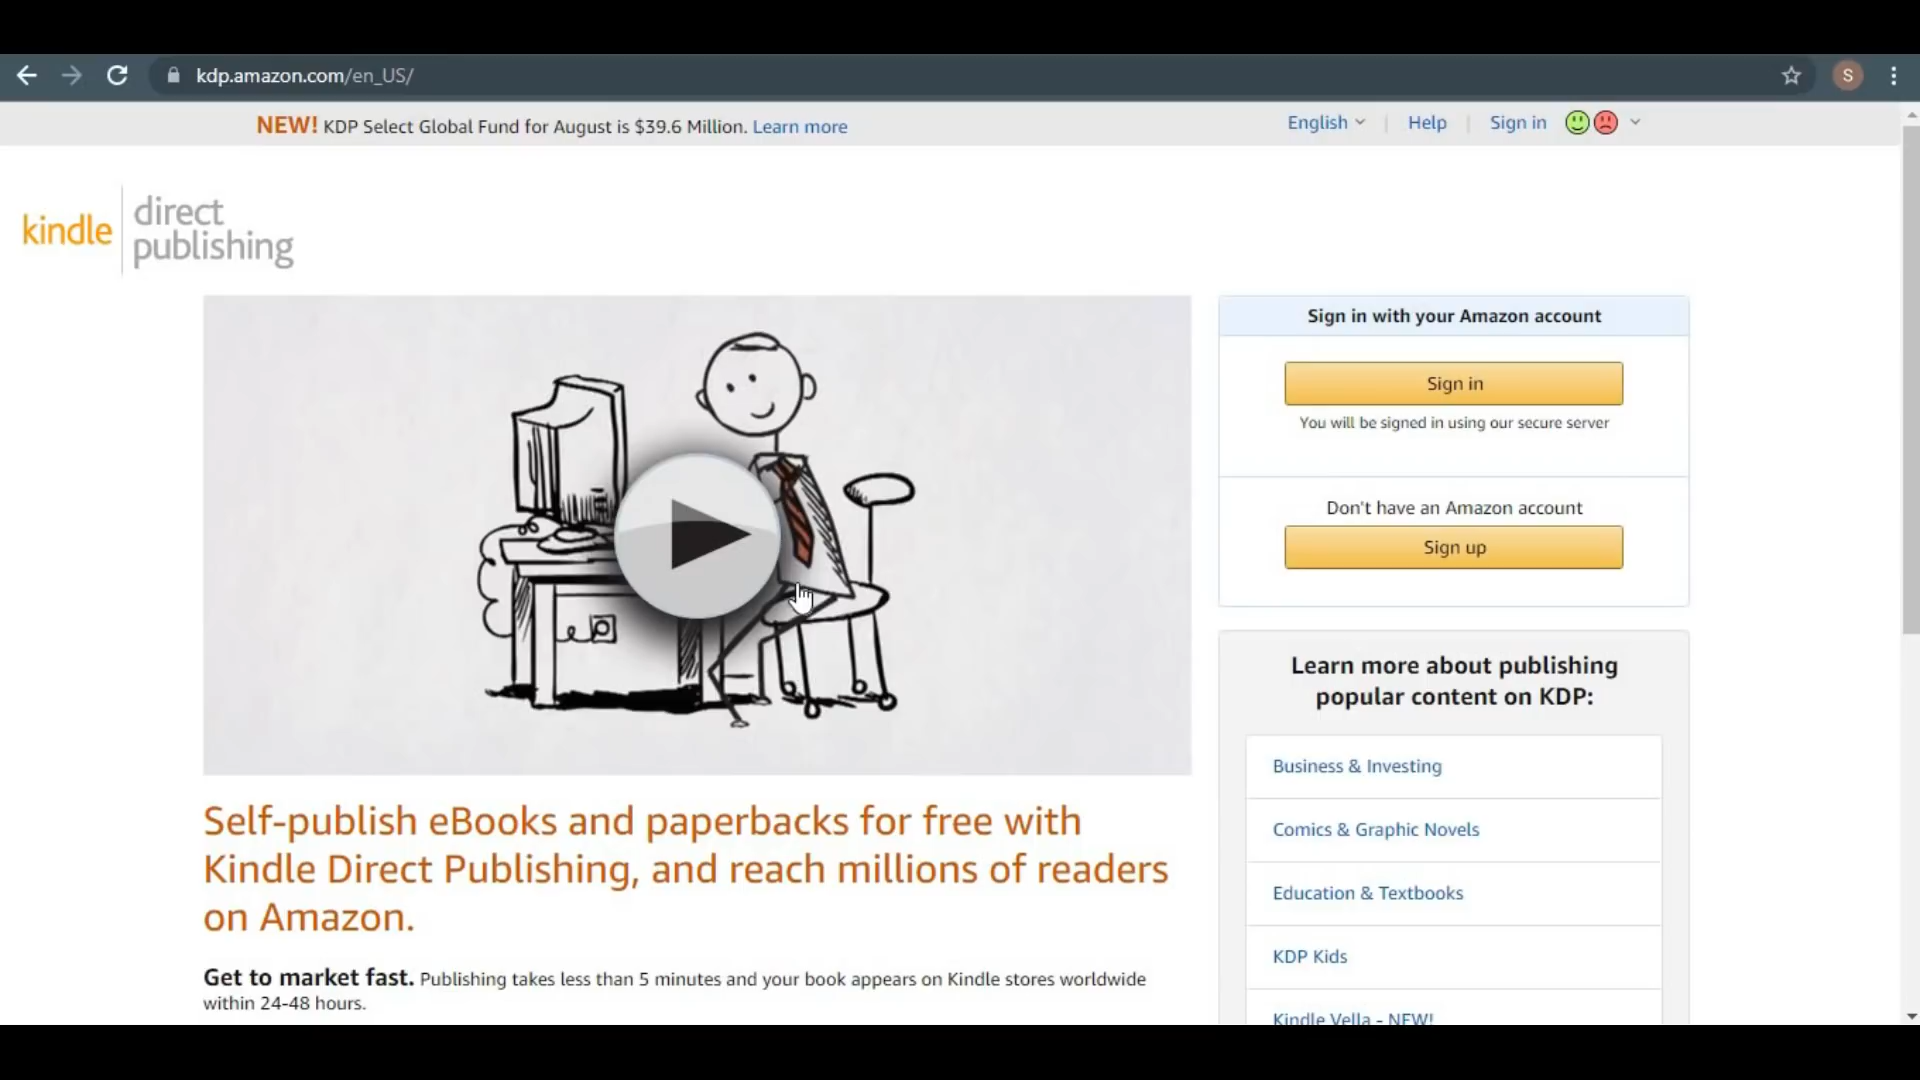 kdp.amazon.com/en_US/
S
NEW! KDP Select Global Fund for August is $39.6 Million. Learn more
English | Help | Sign in
kindle direct publishing
Sign in with your Amazon account
Sign in
You will be signed in using our secure server
Don't have an Amazon account
Sign up
Learn more about publishing
popular content on KDP:
Business & Investing
Comics & Graphic Novels
Education & Textbooks
KDP Kids
Kindle Vella - NEW!
Self-publish eBooks and paperbacks for free with
Kindle Direct Publishing, and reach millions of readers
on Amazon.
Get to market fast. Publishing takes less than 5 minutes and your book appears on Kindle stores worldwide
within 24-48 hours.